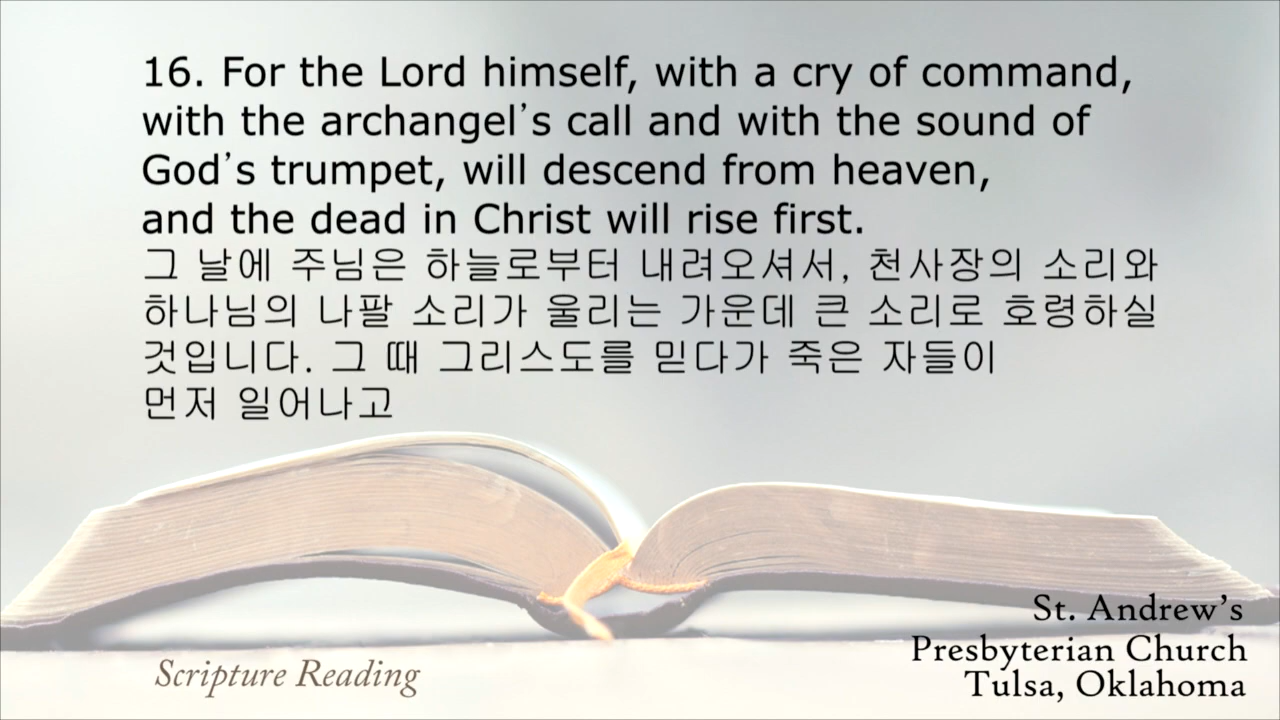 16. For the Lord himself, with a cry of command,
with the archangel’s call and with the sound of
God’s trumpet, will descend from heaven,
and the dead in Christ will rise first.
그 날에 주님은 하늘로부터 내려오셔서, 천사장의 소리와
하나님의 나팔 소리가 울리는 가운데 큰 소리로 호령하실
것입니다. 그 때 그리스도를 믿다가 죽은 자들이
먼저 일어나고
Scripture Reading
St. Andrew’s
Presbyterian Church
Tulsa, Oklahoma